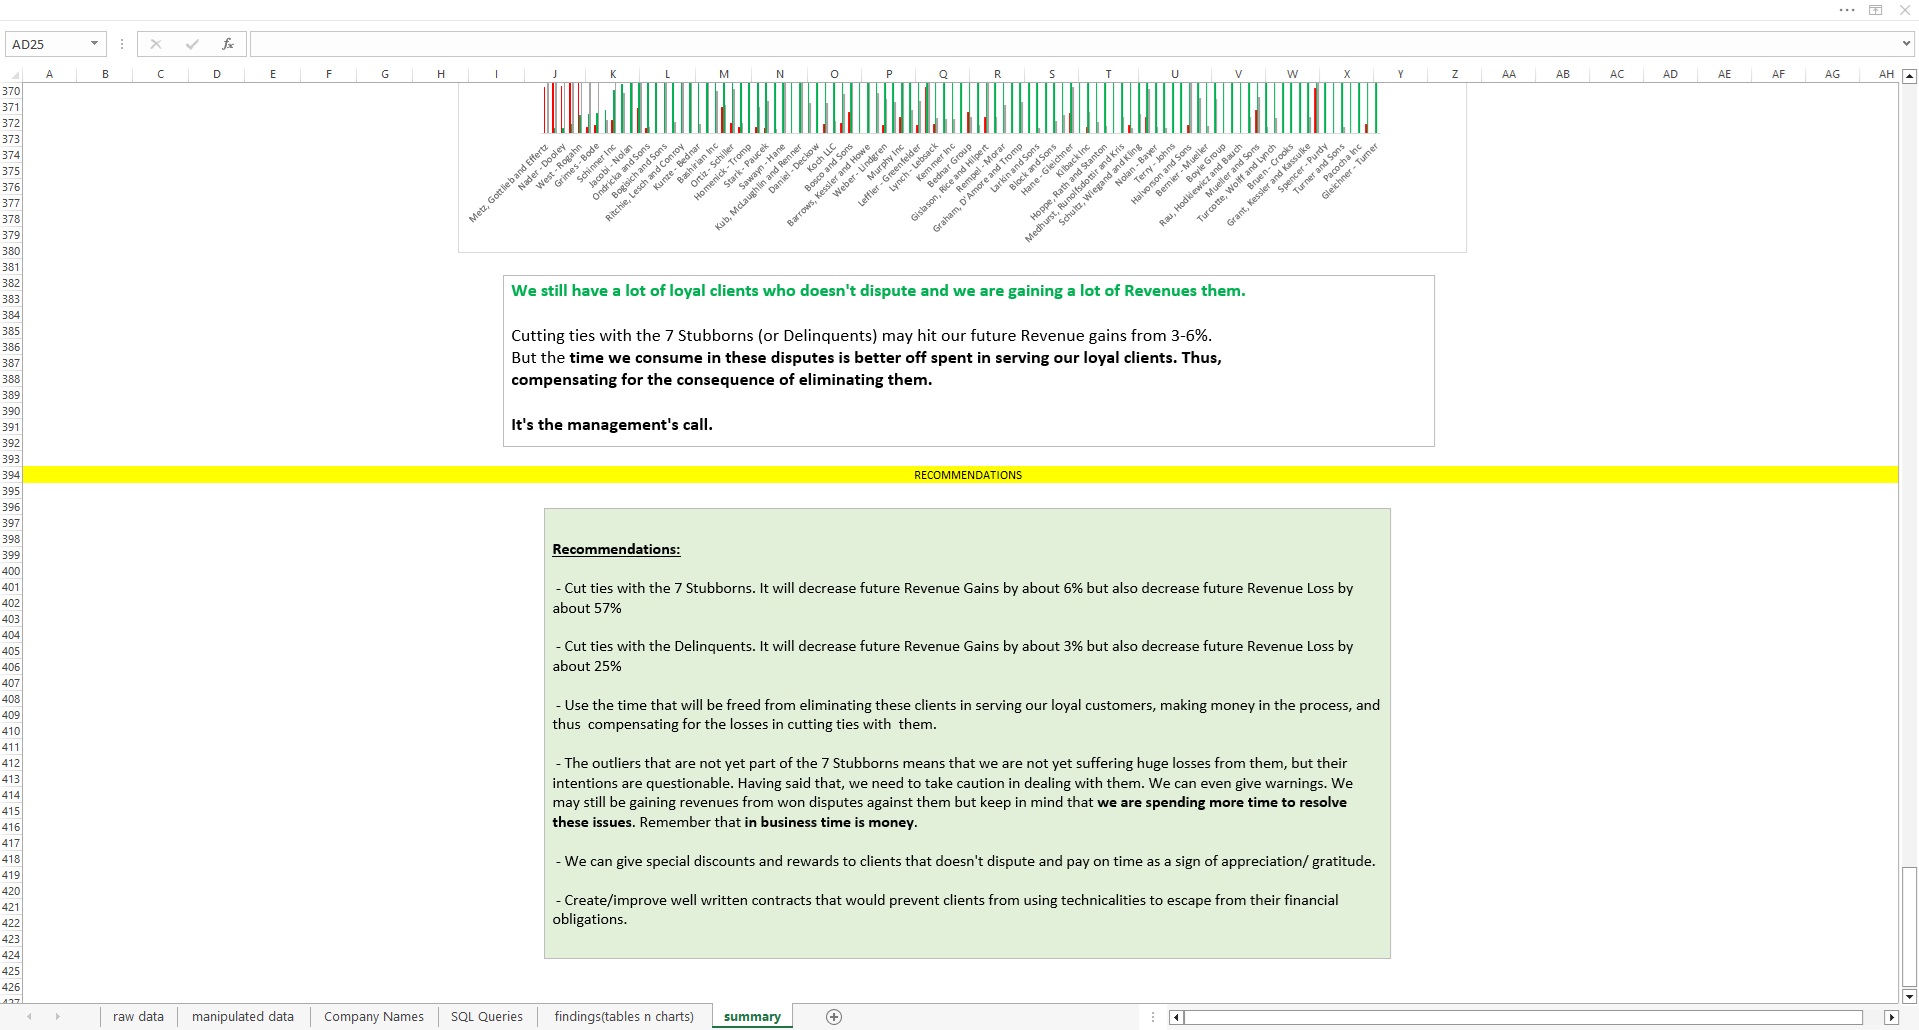 AD25
fx
A B C D E F G H I J K L M N O P Q R S T U V W X Y Z AA AB AC AD AE AF AG AH
370
371
372
373
374
375
376
377
378
379
380
381
382
383
384
385
386
387
388
389
390
391
392
393
394
395
396
397
398
399
400
401
402
403
404
405
406
407
408
409
410
411
412
413
414
415
416
417
418
419
420
421
422
423
424
425
426
427
Metz, Gottlieb and Effertz
Nader - Dooley
West - Rogahn
Grimes - Bode
Schinner Inc
Jacobi - Nolan
Ondricka and Sons
Bogisich and Sons
Ritchie, Lesch and Conroy
Kunze - Bednar
Bashirian Inc
Ortiz - Schiller
Homenick - Tromp
Stark - Paucek
Sawayn - Hane
Kub, McLaughlin and Renner
Daniel - Deckow
Koch LLC
Bosco and Sons
Barrows, Kessler and Howe
Weber - Lindgren
Murphy Inc
Leffler - Greenfelder
Lynch - Lebsack
Kemmer Inc
Bednar Group
Gislason, Rice and Hilpert
Rempel - Morar
Graham, D'Amore and Tromp
Larkin and Sons
Block and Sons
Hane - Gleichner
Kilback Inc
Hoppe, Rath and Stanton
Medhurst, Runolfsdottir and Kris
Schultz, Wiegand and Kling
Nolan - Bayer
Terry - Johns
Halvorson and Sons
Bernier - Mueller
Boyle Group
Rau, Hodkiewicz and Bauch
Mueller and Sons
Turcotte, Wolff and Lynch
Bruen - Crooks
Grant, Kessler and Kassulke
Spencer - Purdy
Turner and Sons
Pacocha Inc
Gleichner - Turner
We still have a lot of loyal clients who doesn't dispute and we are gaining a lot of Revenues them.
Cutting ties with the 7 Stubborns (or Delinquents) may hit our future Revenue gains from 3-6%.
But the time we consume in these disputes is better off spent in serving our loyal clients. Thus,
compensating for the consequence of eliminating them.
It's the management's call.
RECOMMENDATIONS
Recommendations:
- Cut ties with the 7 Stubborns. It will decrease future Revenue Gains by about 6% but also decrease future Revenue Loss by
about 57%
- Cut ties with the Delinquents. It will decrease future Revenue Gains by about 3% but also decrease future Revenue Loss by
about 25%
- Use the time that will be freed from eliminating these clients in serving our loyal customers, making money in the process, and
thus compensating for the losses in cutting ties with them.
- The outliers that are not yet part of the 7 Stubborns means that we are not yet suffering huge losses from them, but their
intentions are questionable. Having said that, we need to take caution in dealing with them. We can even give warnings. We
may still be gaining revenues from won disputes against them but keep in mind that we are spending more time to resolve
these issues. Remember that in business time is money.
- We can give special discounts and rewards to clients that doesn't dispute and pay on time as a sign of appreciation/ gratitude.
- Create/improve well written contracts that would prevent clients from using technicalities to escape from their financial
obligations.
raw data manipulated data Company Names SQL Queries findings(tables n charts) summary